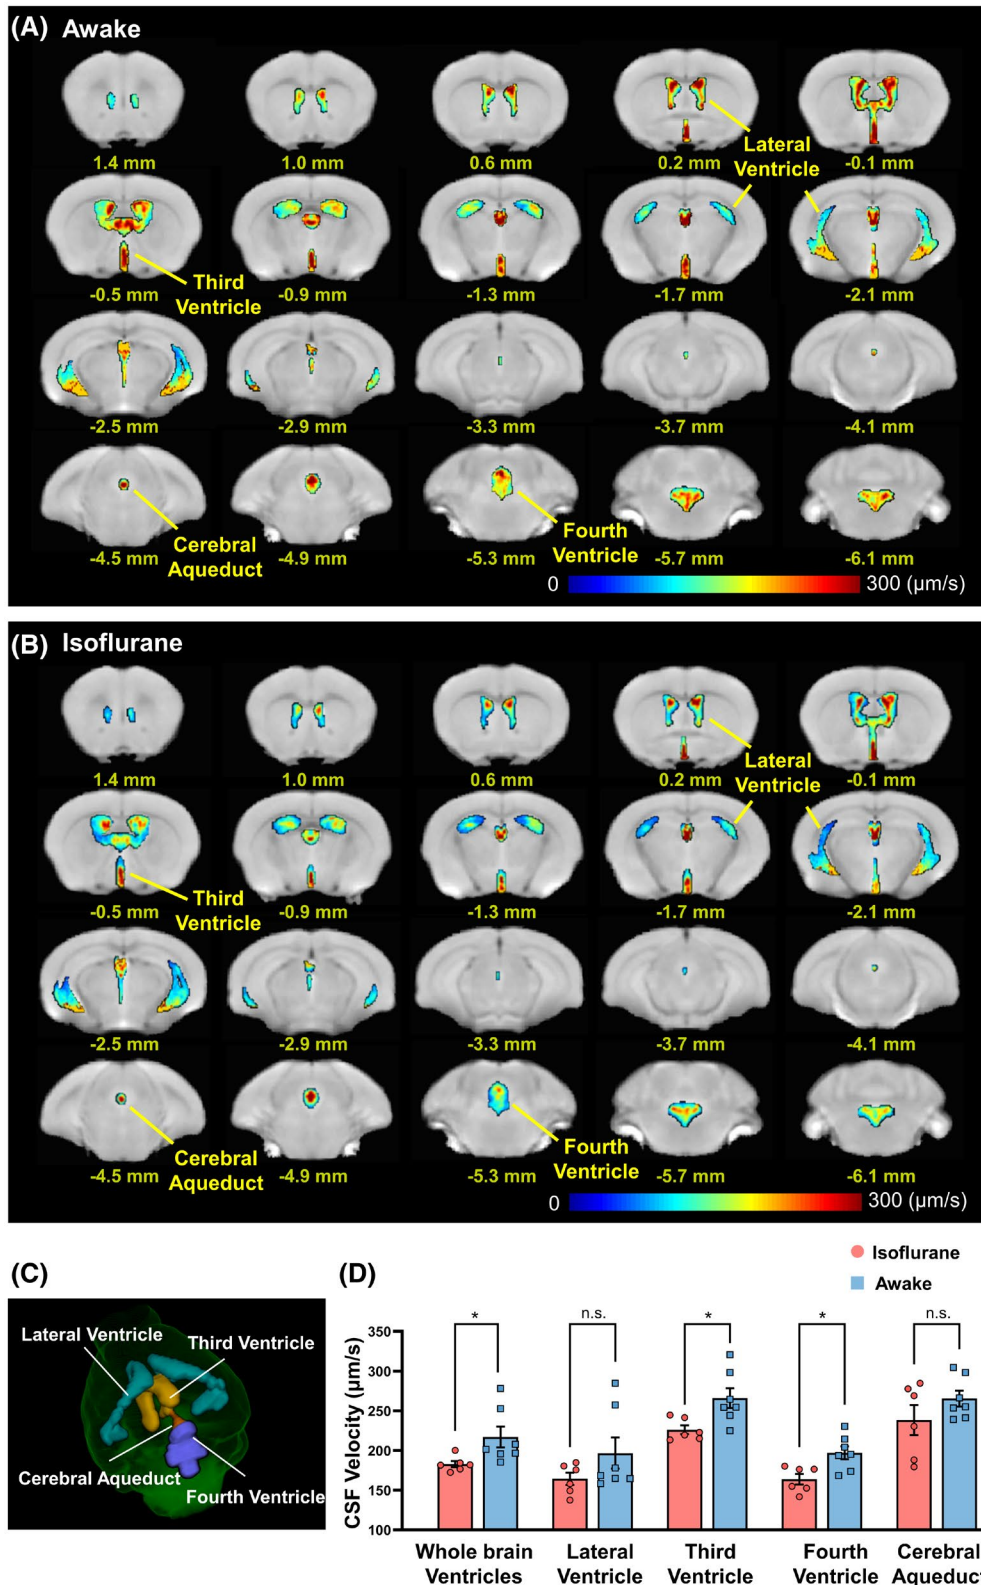 (A) Awake
1.4 mm
1.0 mm
0.6 mm
0.2 mm
-0.1 mm
Lateral
Ventricle
-0.5 mm
-0.9 mm
-1.3 mm
-1.7 mm
-2.1 mm
Third
Ventricle
-2.5 mm
-2.9 mm
-3.3 mm
-3.7 mm
-4.1 mm
-4.5 mm
-4.9 mm
-5.3 mm
-5.7 mm
-6.1 mm
Cerebral
Aqueduct
Fourth
Ventricle
0 300 (µm/s)
(B) Isoflurane
1.4 mm
1.0 mm
0.6 mm
0.2 mm
-0.1 mm
Lateral
Ventricle
-0.5 mm
-0.9 mm
-1.3 mm
-1.7 mm
-2.1 mm
Third
Ventricle
-2.5 mm
-2.9 mm
-3.3 mm
-3.7 mm
-4.1 mm
-4.5 mm
-4.9 mm
-5.3 mm
-5.7 mm
-6.1 mm
Cerebral
Aqueduct
Fourth
Ventricle
0 300 (µm/s)
(C)
Lateral Ventricle
Third Ventricle
Cerebral Aqueduct
Fourth Ventricle
(D)
Isoflurane
Awake
CSF Velocity (µm/s)
350
300
250
200
150
100
*
n.s.
*
*
n.s.
Whole brain
Ventricles
Lateral
Ventricle
Third
Ventricle
Fourth
Ventricle
Cerebral
Aqueduct